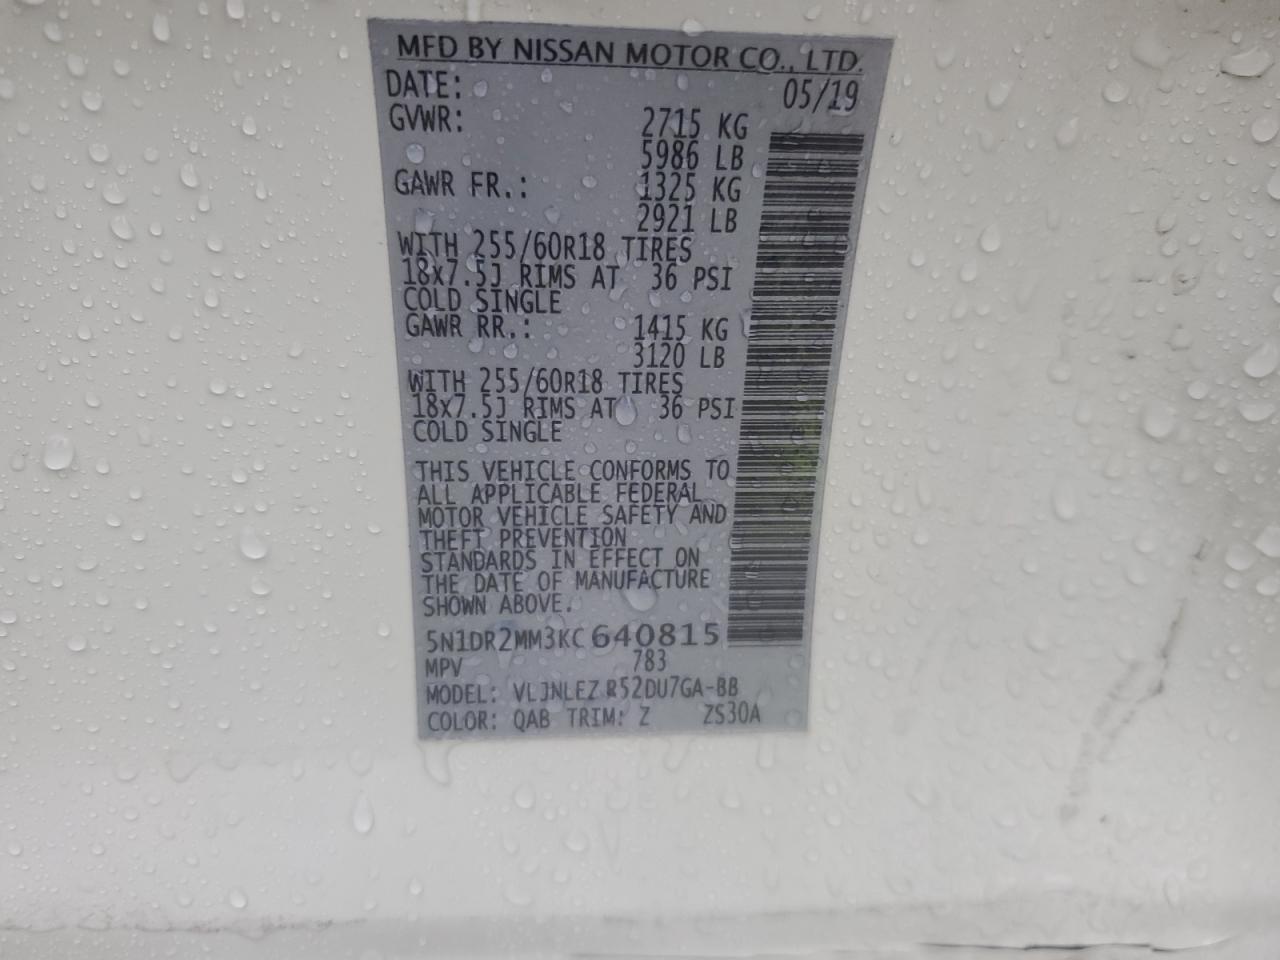 MFD BY NISSAN MOTOR CO., LTD.
DATE: 05/19
GVWR: 2715 KG
5986 LB
GAWR FR.: 1325 KG
2921 LB
WITH 255/60R18 TIRES
18x7.5J RIMS AT 36 PSI
COLD SINGLE
GAWR RR.: 1415 KG
3120 LB
WITH 255/60R18 TIRES
18x7.5J RIMS AT 36 PSI
COLD SINGLE
THIS VEHICLE CONFORMS TO
ALL APPLICABLE FEDERAL
MOTOR VEHICLE SAFETY AND
THEFT PREVENTION
STANDARDS IN EFFECT ON
THE DATE OF MANUFACTURE
SHOWN ABOVE.
5N1DR2MM3KC640815
MPV 783
MODEL: VLJNLEZ R52DU7GA-BB
COLOR: QAB TRIM: Z ZS30A